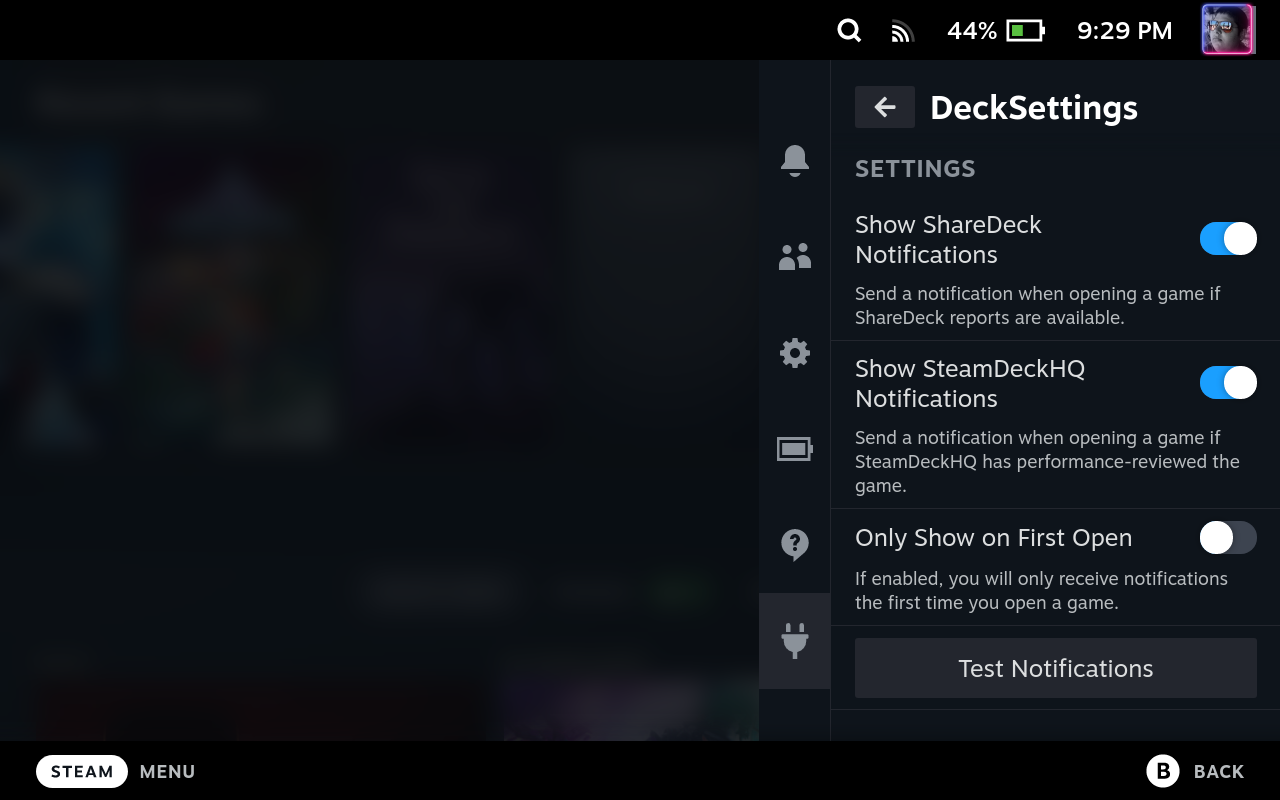 44%
9:29 PM
DeckSettings
SETTINGS
Show ShareDeck
Notifications
Send a notification when opening a game if
ShareDeck reports are available.
Show SteamDeckHQ
Notifications
Send a notification when opening a game if
SteamDeckHQ has performance-reviewed the
game.
Only Show on First Open
If enabled, you will only receive notifications
the first time you open a game.
Test Notifications
STEAM MENU
B BACK